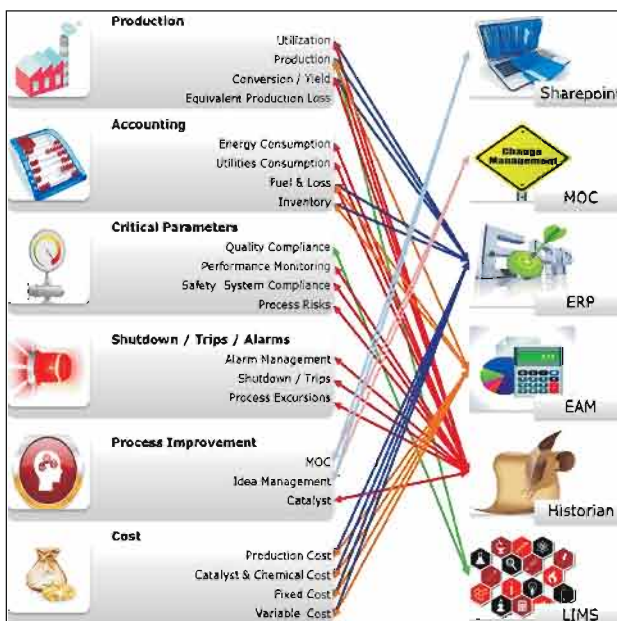 Production
Utilization
Production
Conversion / Yield
Equivalent Production Loss
Accounting
Energy Consumption
Utilities Consumption
Fuel & Loss
Inventory
Critical Parameters
Quality Compliance
Performance Monitoring
Safety System Compliance
Process Risks
Shutdown / Trips / Alarms
Alarm Management
Shutdown / Trips
Process Excursions
Process Improvement
MOC
Idea Management
Catalyst
Cost
Production Cost
Catalyst & Chemical Cost
Fixed Cost
Variable Cost
Sharepoint
Change
Management
MOC
ERP
EAM
Historian
LIMS